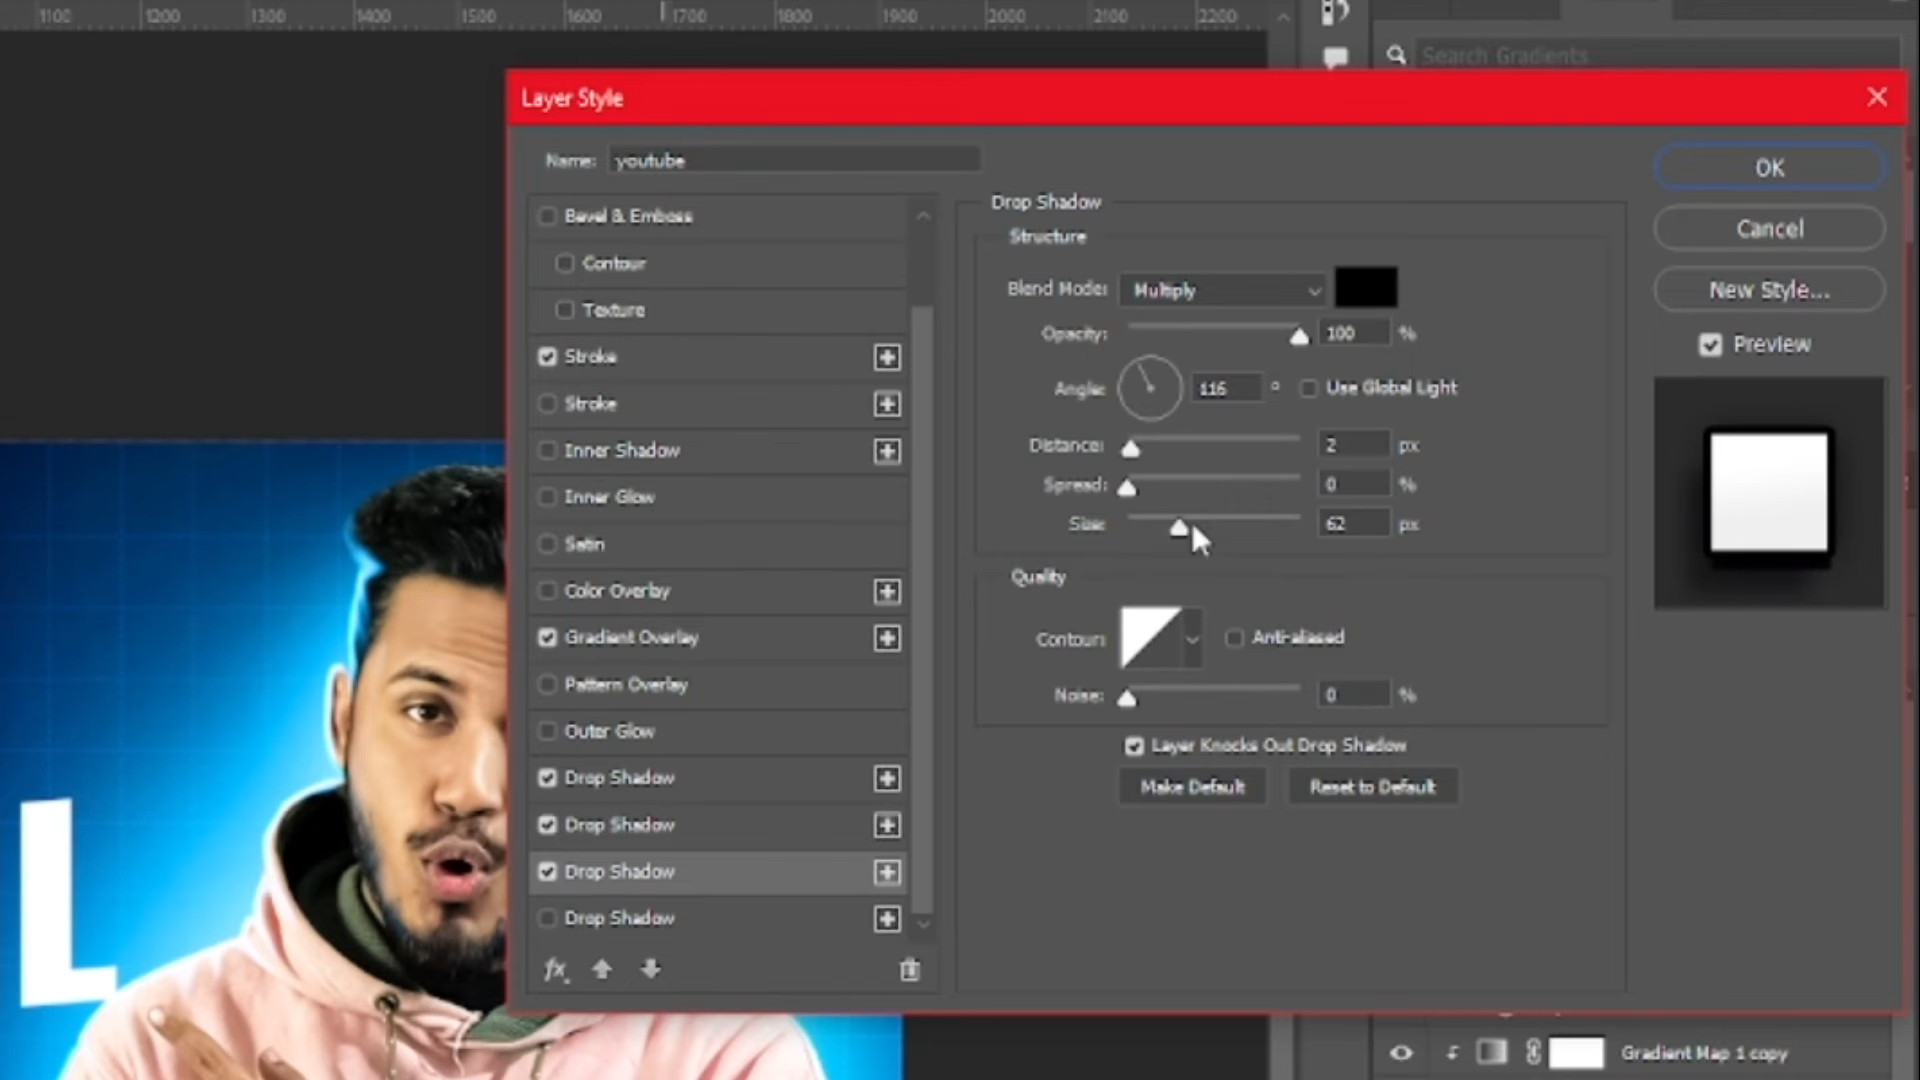 1100 1200 1300 1400 1500 1600 1700 1800 1900 2000 2100 2200
Search Gradients
Layer Style
Name: youtube
OK
Cancel
New Style...
Preview
Bevel & Emboss
Contour
Texture
Stroke
Stroke
Inner Shadow
Inner Glow
Satin
Color Overlay
Gradient Overlay
Pattern Overlay
Outer Glow
Drop Shadow
Drop Shadow
Drop Shadow
Drop Shadow
fx
Drop Shadow
Structure
Blend Mode: Multiply
Opacity: 100 %
Angle: 116 ° Use Global Light
Distance: 2 px
Spread: 0 %
Size: 62 px
Quality
Contour: Anti-aliased
Noise: 0 %
Layer Knocks Out Drop Shadow
Make Default Reset to Default
L
Gradient Map 1 copy